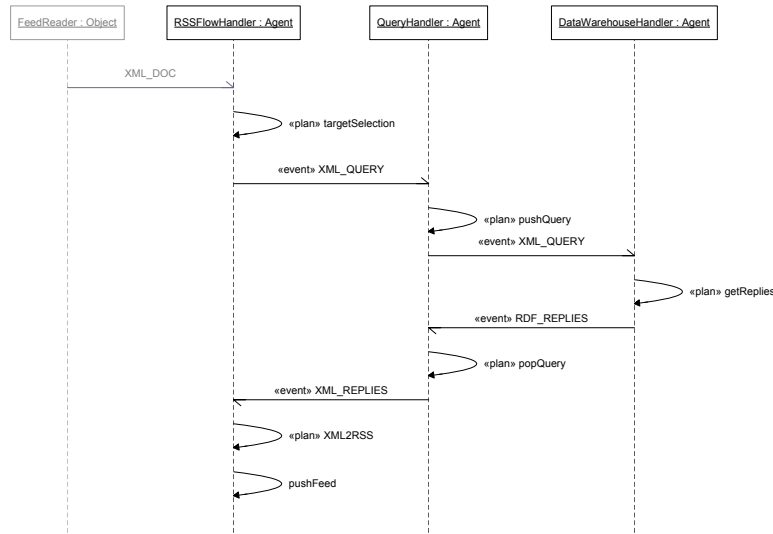 FeedReader : Object
RSSFlowHandler : Agent
QueryHandler : Agent
DataWarehouseHandler : Agent
XML_DOC
«plan» targetSelection
«event» XML_QUERY
«plan» pushQuery
«event» XML_QUERY
«plan» getReplies
«event» RDF_REPLIES
«plan» popQuery
«event» XML_REPLIES
«plan» XML2RSS
pushFeed